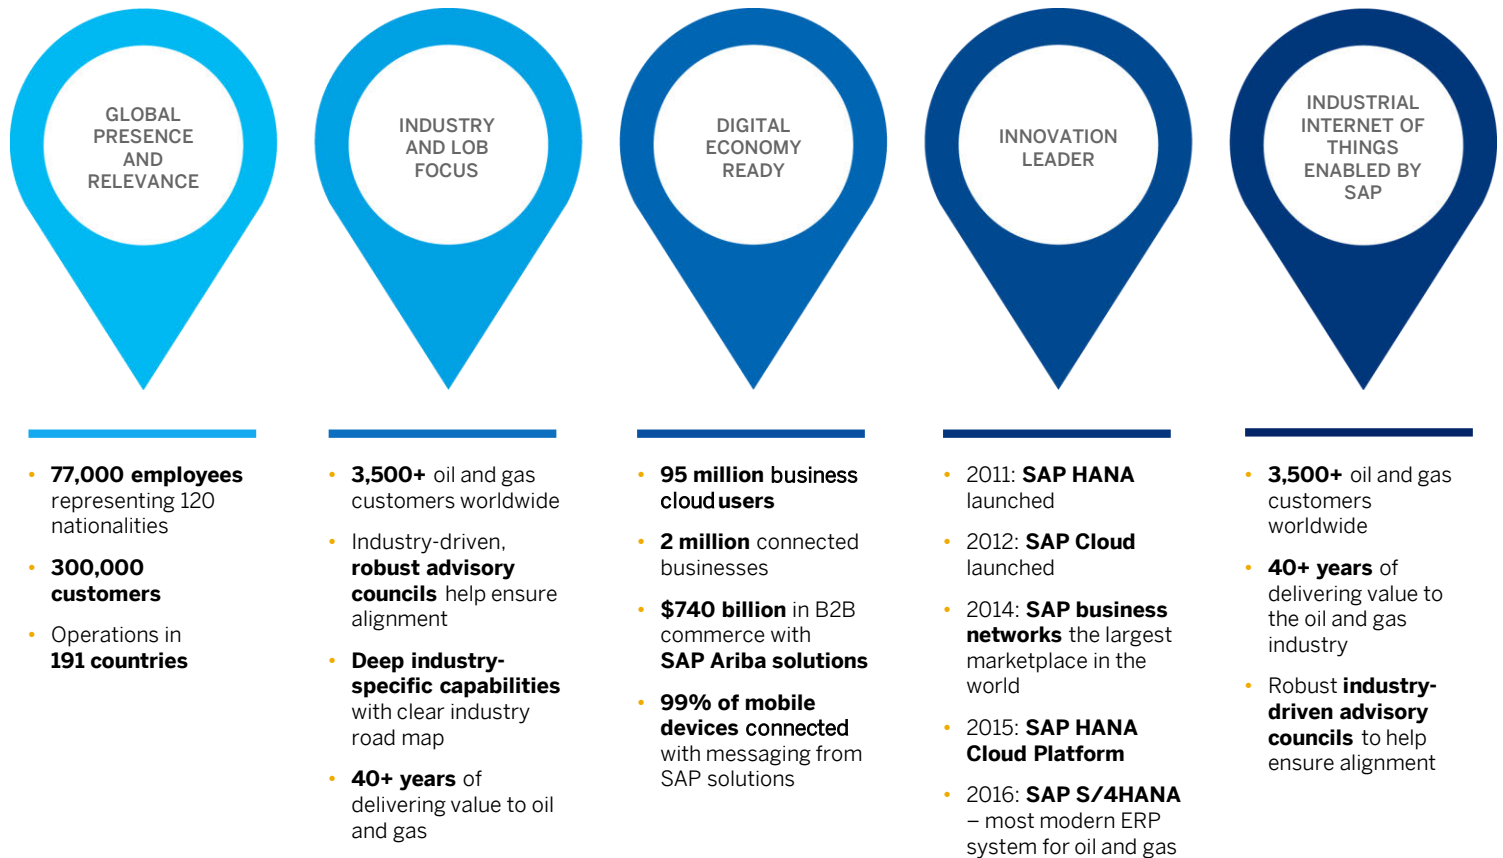 GLOBAL
PRESENCE
AND
RELEVANCE
INDUSTRY
AND LOB
FOCUS
DIGITAL
ECONOMY
READY
INNOVATION
LEADER
INDUSTRIAL
INTERNET OF
THINGS
ENABLED BY
SAP
• 77,000 employees
representing 120
nationalities
• 300,000
customers
• Operations in
191 countries
• 3,500+ oil and gas
customers worldwide
• Industry-driven,
robust advisory
councils help ensure
alignment
• Deep industry-
specific capabilities
with clear industry
road map
• 40+ years of
delivering value to oil
and gas
• 95 million business
cloud users
• 2 million connected
businesses
• $740 billion in B2B
commerce with
SAP Ariba solutions
• 99% of mobile
devices connected
with messaging from
SAP solutions
• 2011: SAP HANA
launched
• 2012: SAP Cloud
launched
• 2014: SAP business
networks the largest
marketplace in the
world
• 2015: SAP HANA
Cloud Platform
• 2016: SAP S/4HANA
– most modern ERP
system for oil and gas
• 3,500+ oil and gas
customers
worldwide
• 40+ years of
delivering value to
the oil and gas
industry
• Robust industry-
driven advisory
councils to help
ensure alignment